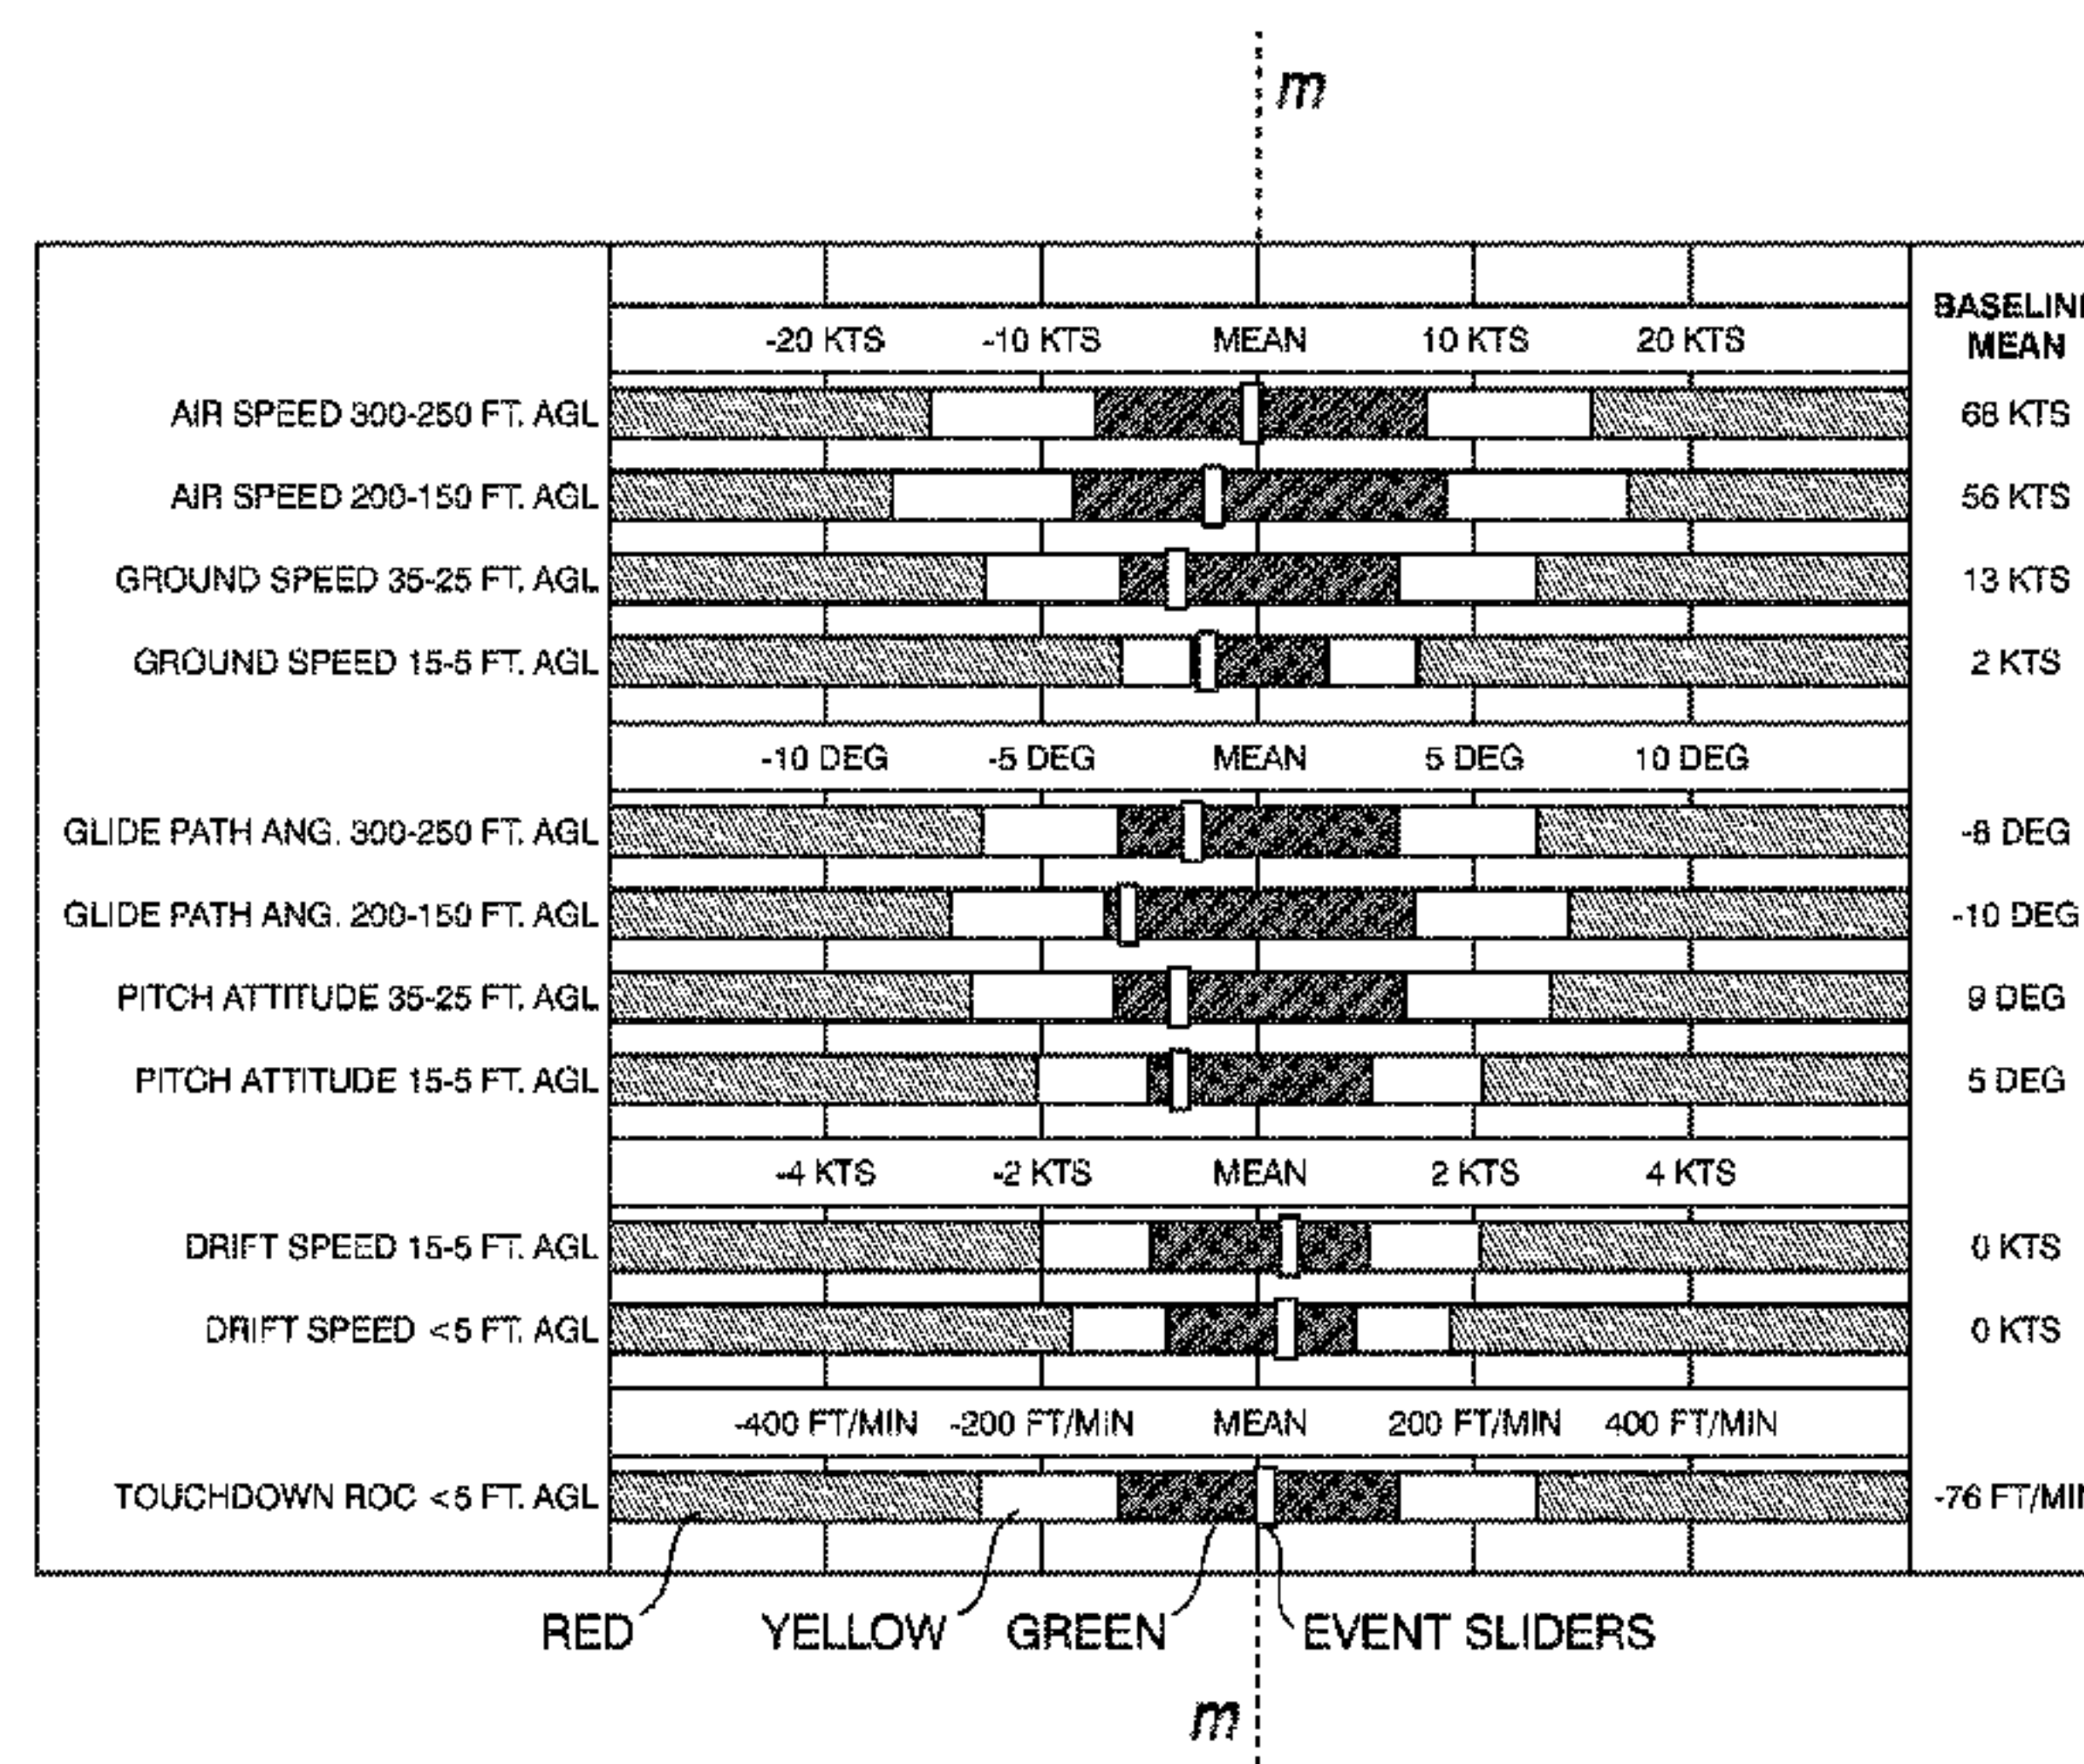 m
BASELINE
MEAN
-20 KTS -10 KTS MEAN 10 KTS 20 KTS
AIR SPEED 300-250 FT. AGL 68 KTS
AIR SPEED 200-150 FT. AGL 56 KTS
GROUND SPEED 35-25 FT. AGL 13 KTS
GROUND SPEED 15-5 FT. AGL 2 KTS
-10 DEG -5 DEG MEAN 5 DEG 10 DEG
GLIDE PATH ANG. 300-250 FT. AGL -8 DEG
GLIDE PATH ANG. 200-150 FT. AGL -10 DEG
PITCH ATTITUDE 35-25 FT. AGL 9 DEG
PITCH ATTITUDE 15-5 FT. AGL 5 DEG
-4 KTS -2 KTS MEAN 2 KTS 4 KTS
DRIFT SPEED 15-5 FT. AGL 0 KTS
DRIFT SPEED <5 FT. AGL 0 KTS
-400 FT/MIN -200 FT/MIN MEAN 200 FT/MIN 400 FT/MIN
TOUCHDOWN ROC <5 FT. AGL -76 FT/MIN
RED YELLOW GREEN EVENT SLIDERS
m